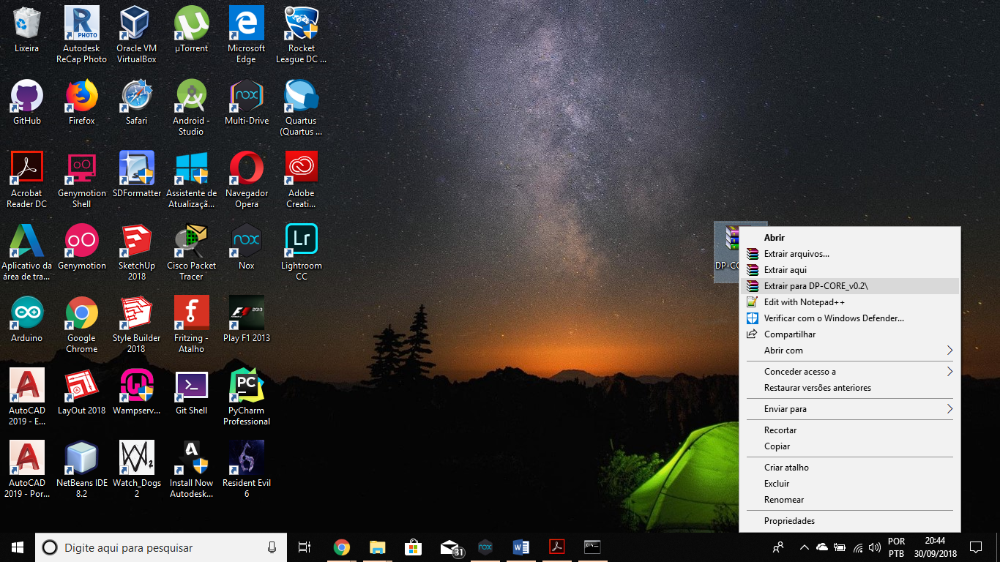 Lixeira
Autodesk
ReCap Photo
Oracle VM
VirtualBox
µTorrent
Microsoft
Edge
Rocket
League DC ...
GitHub
Firefox
Safari
Android -
Studio
Multi-Drive
Quartus
(Quartus ...
Acrobat
Reader DC
Genymotion
Shell
SDFormatter
Assistente de
Atualizaçã...
Navegador
Opera
Adobe
Creati...
Aplicativo da
área de tra...
Genymotion
SketchUp
2018
Cisco Packet
Tracer
Nox
Lightroom
CC
Arduino
Google
Chrome
Style Builder
2018
Fritzing -
Atalho
Play F1 2013
AutoCAD
2019 - E...
LayOut 2018
Wampserv...
Git Shell
PyCharm
Professional
AutoCAD
2019 - Por...
NetBeans IDE
8.2
Watch_Dogs
2
Install Now
Autodesk...
Resident Evil
6
Abrir
Extrair arquivos...
Extrair aqui
Extrair para DP-CORE_v0.2\
Edit with Notepad++
Verificar com o Windows Defender...
Compartilhar
Abrir com
Conceder acesso a
Restaurar versões anteriores
Enviar para
Recortar
Copiar
Criar atalho
Excluir
Renomear
Propriedades
Digite aqui para pesquisar
31
POR
PTB
20:44
30/09/2018